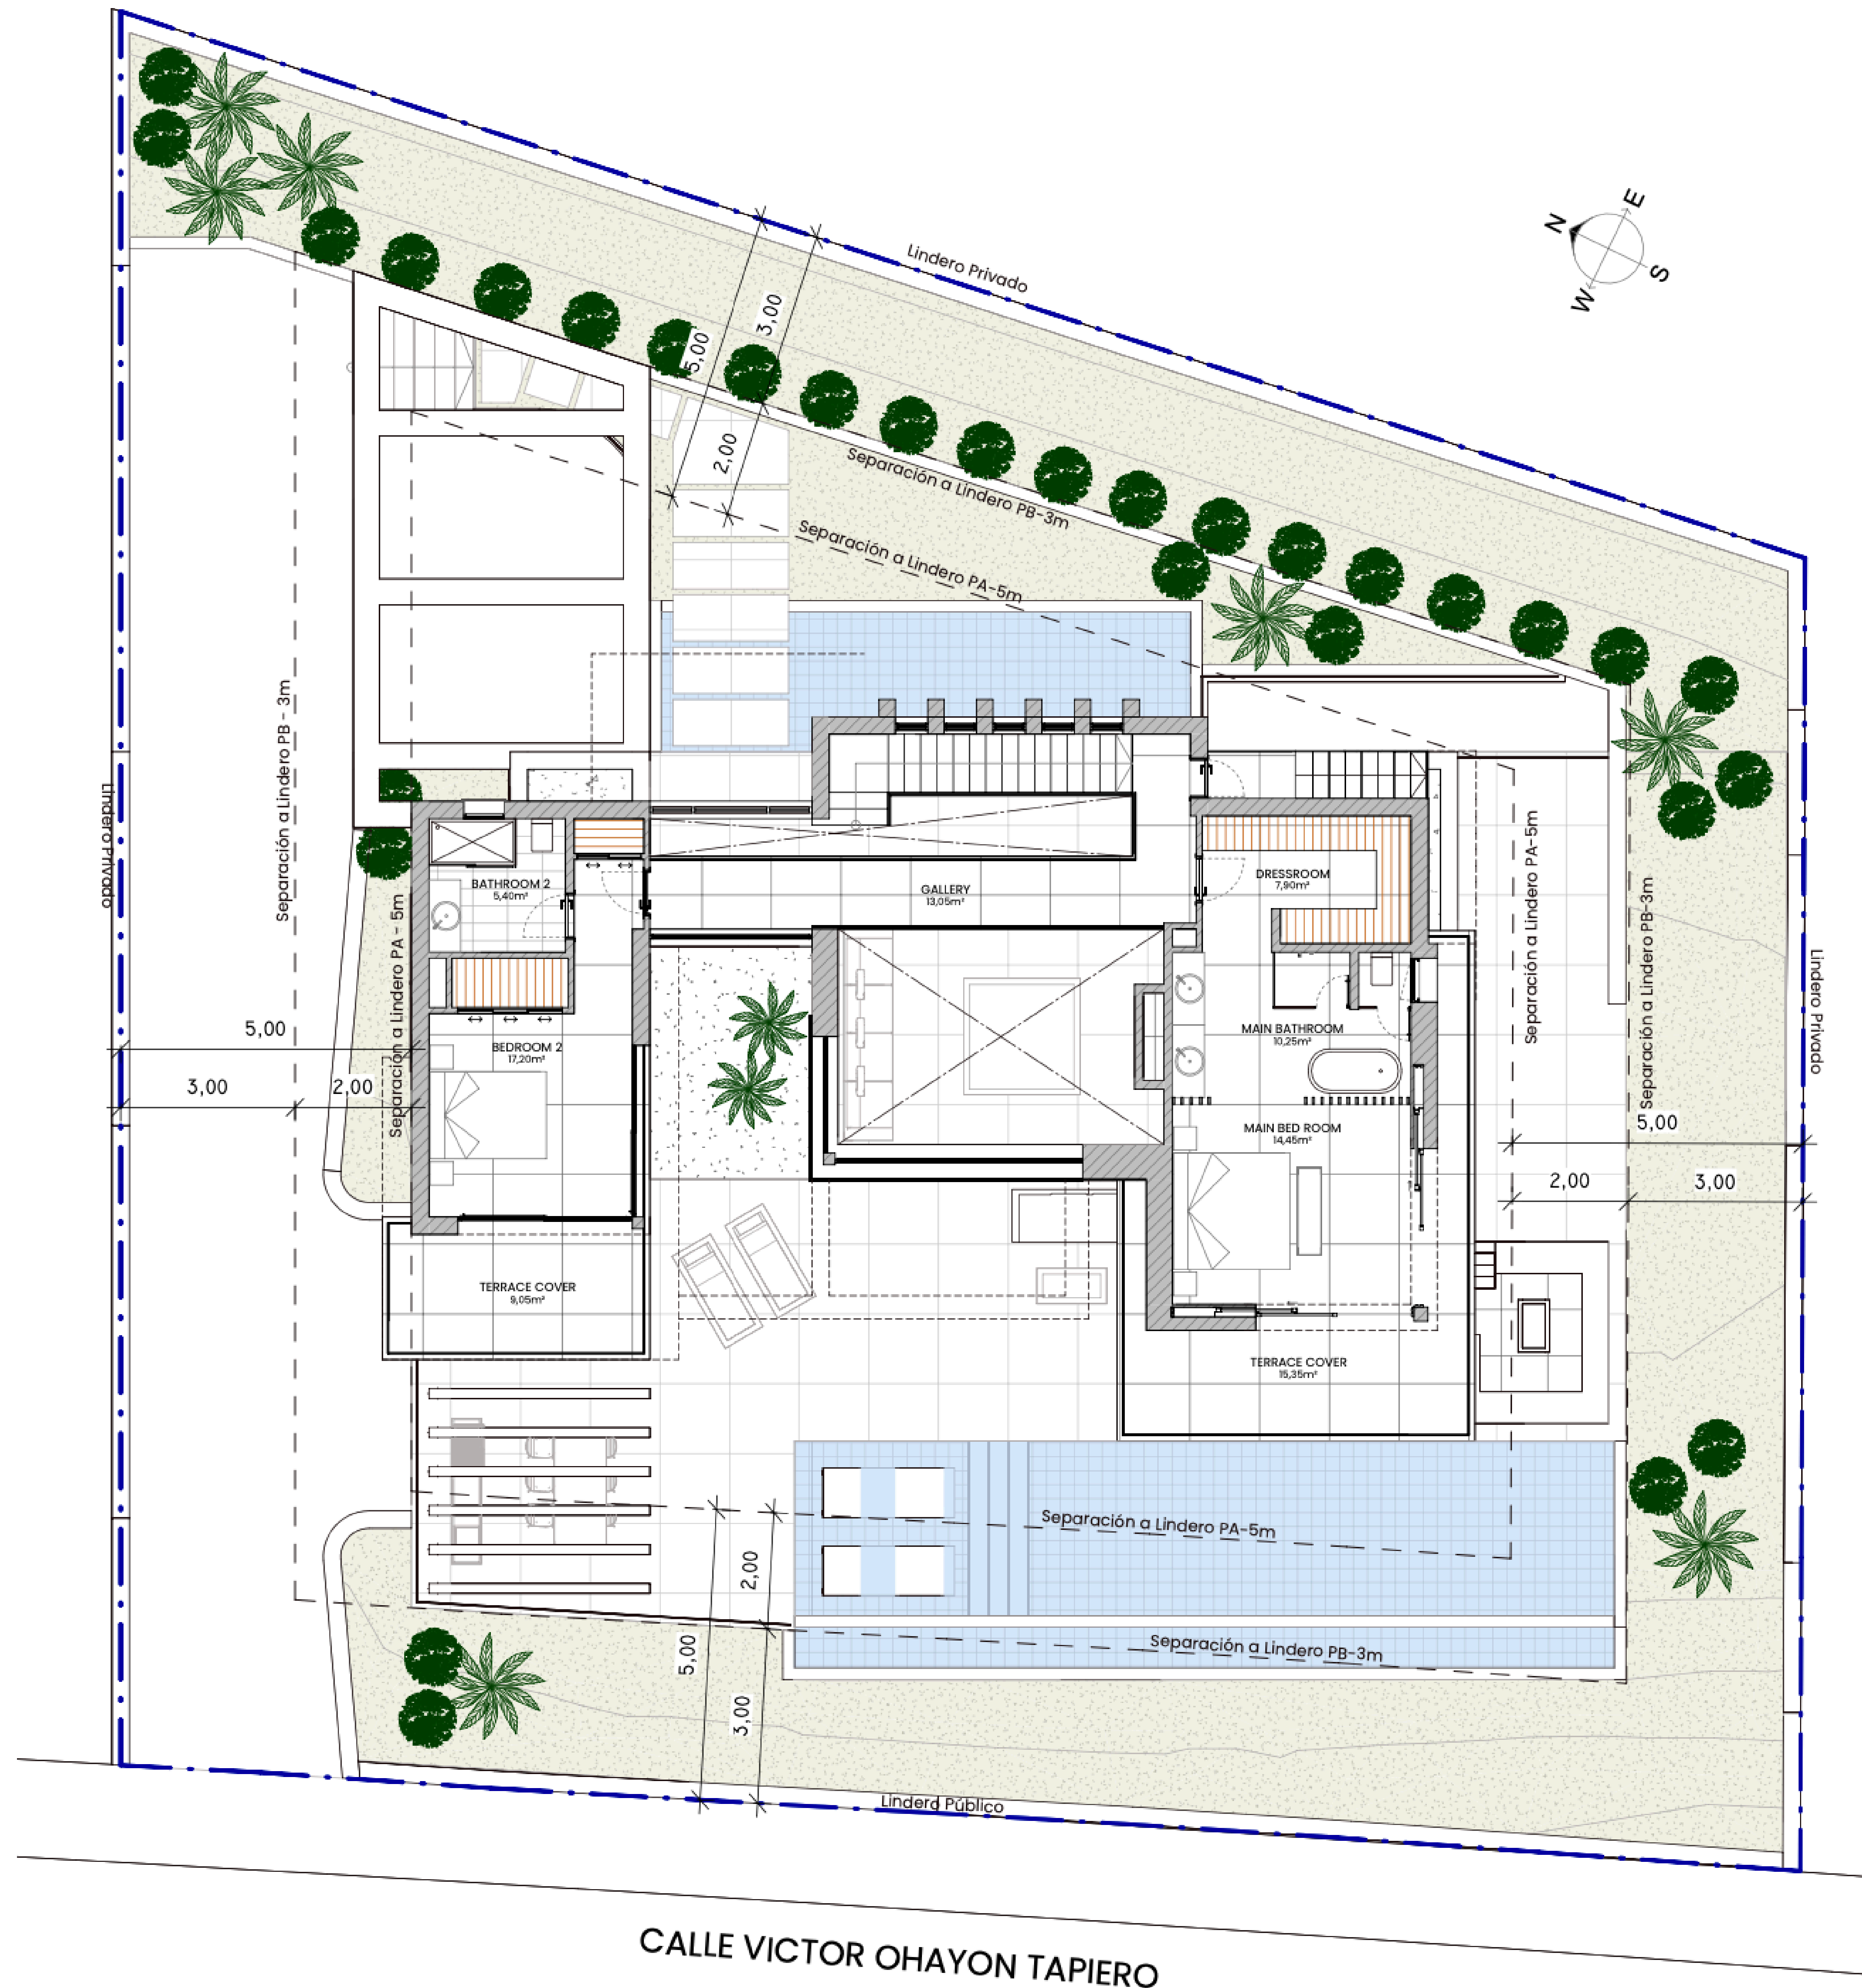 N
E
S
W
Lindero Privado
5,00
3,00
2,00
Separación a Lindero PB-3m
Separación a Lindero PA-5m
Separación a Lindero PB - 3m
Lindero Privado
BATHROOM 2
5,40m²
GALLERY
13,05m²
DRESSROOM
7,90m²
Separación a Lindero PA - 5m
Separación a Lindero PA-5m
Separación a Lindero PB-3m
Lindero Privado
5,00
3,00
2,00
BEDROOM 2
17,20m²
MAIN BATHROOM
10,25m²
MAIN BED ROOM
14,45m²
5,00
2,00
3,00
TERRACE COVER
9,05m²
TERRACE COVER
15,35m²
Separación a Lindero PA-5m
2,00
5,00
3,00
Separación a Lindero PB-3m
Lindero Público
CALLE VICTOR OHAYON TAPIERO